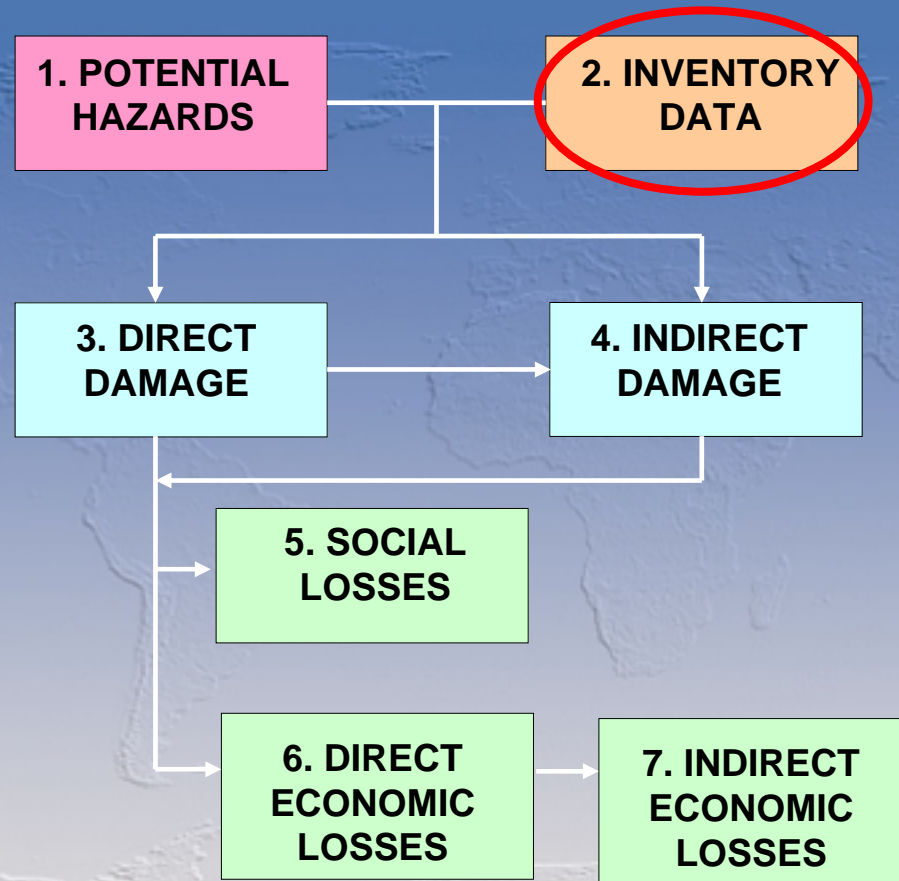 1. POTENTIAL
HAZARDS
2. INVENTORY
DATA
3. DIRECT
DAMAGE
4. INDIRECT
DAMAGE
5. SOCIAL
LOSSES
6. DIRECT
ECONOMIC
LOSSES
7. INDIRECT
ECONOMIC
LOSSES